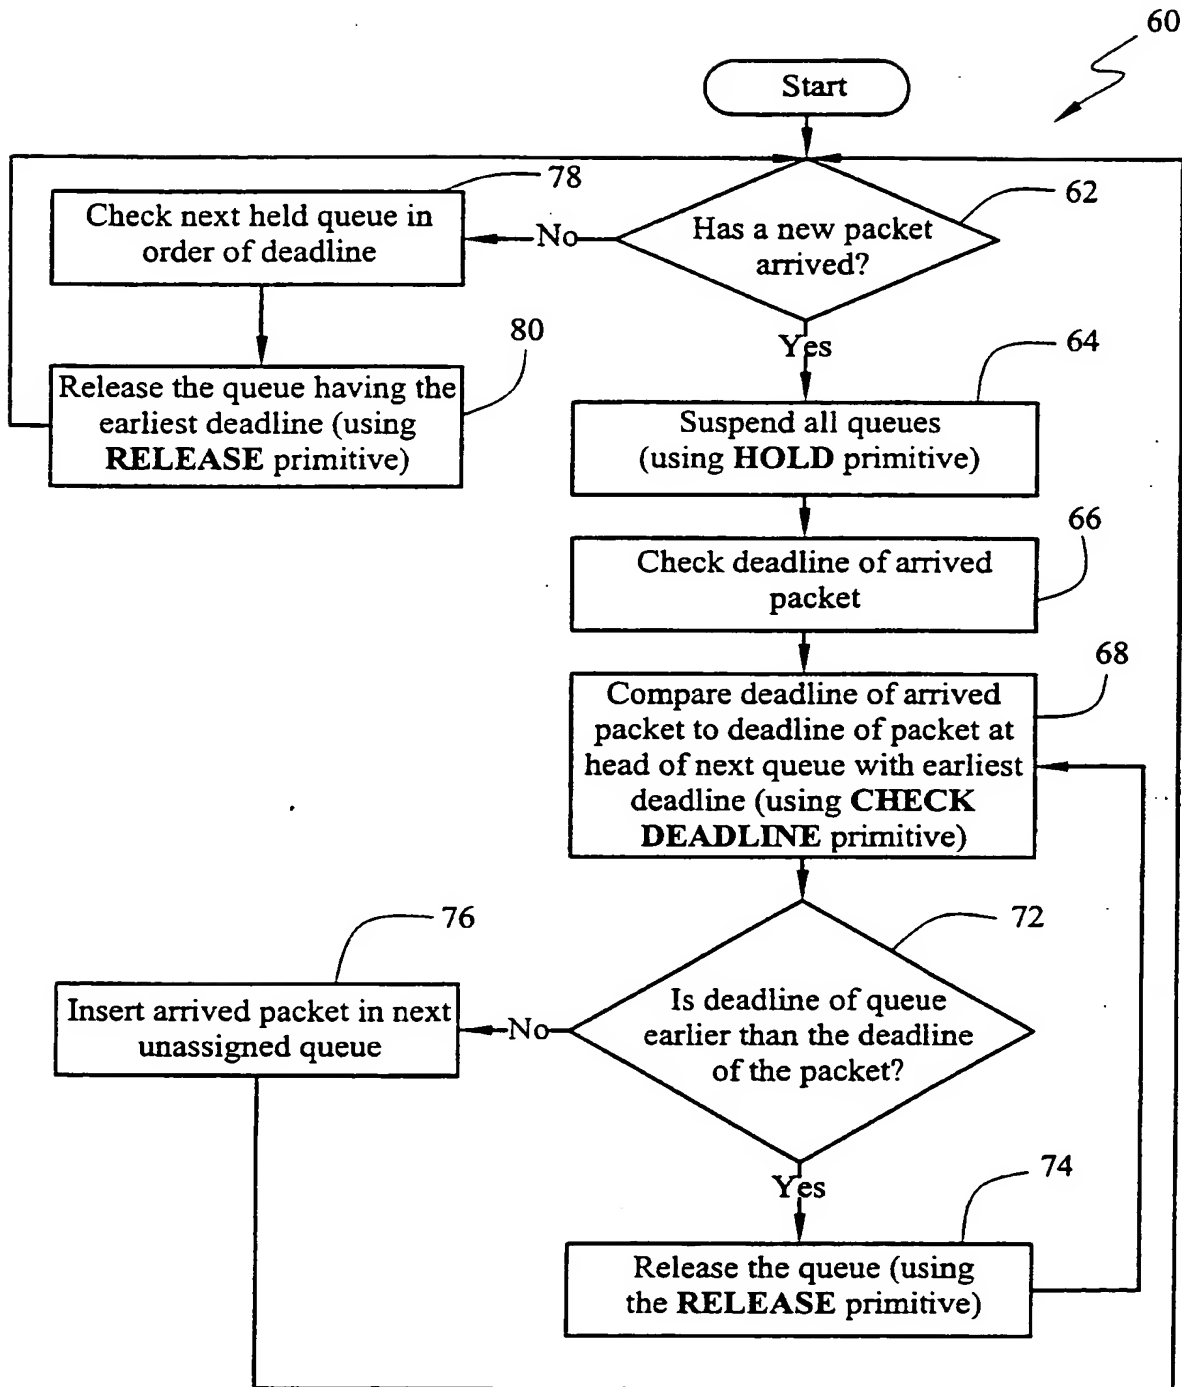 60
Start
78
Check next held queue in
order of deadline
No
62
Has a new packet
arrived?
80
Yes
64
Release the queue having the
earliest deadline (using
RELEASE primitive)
Suspend all queues
(using HOLD primitive)
66
Check deadline of arrived
packet
68
Compare deadline of arrived
packet to deadline of packet at
head of next queue with earliest
deadline (using CHECK
DEADLINE primitive)
76
72
Insert arrived packet in next
unassigned queue
No
Is deadline of queue
earlier than the deadline
of the packet?
Yes
74
Release the queue (using
the RELEASE primitive)